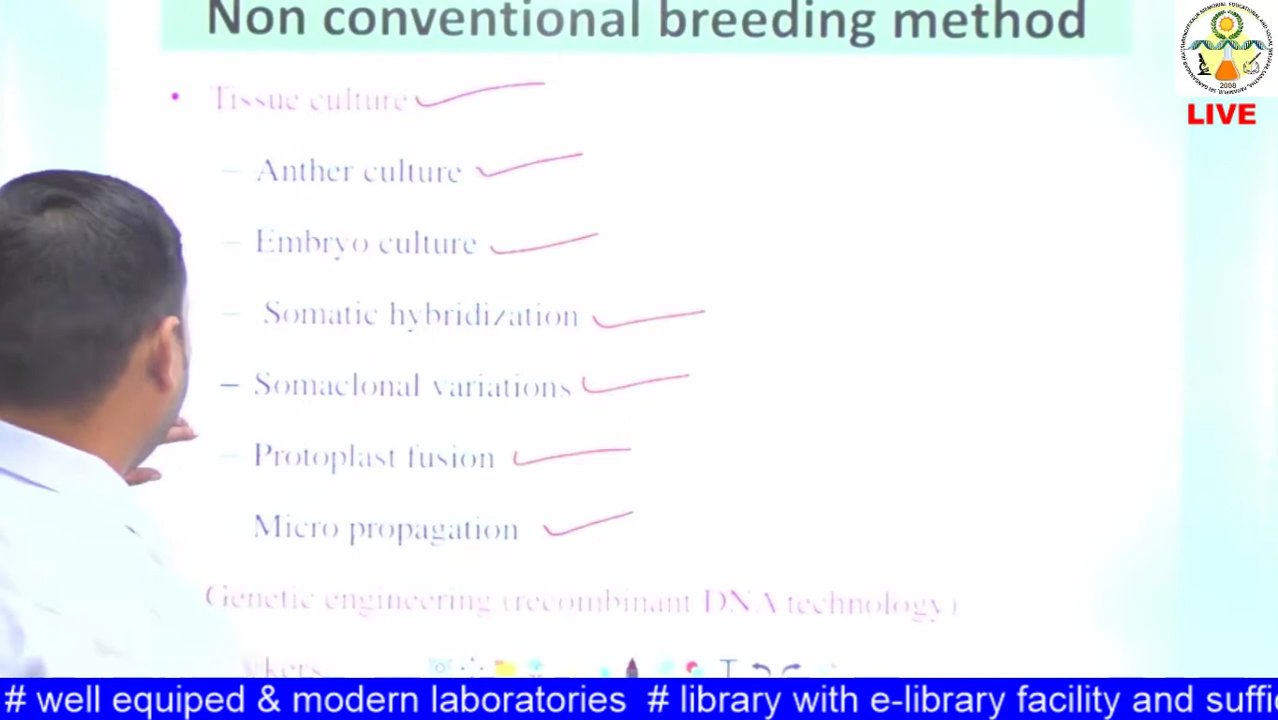 Non conventional breeding method
• Tissue culture
– Anther culture
– Embryo culture
– Somatic hybridization
– Somaclonal variations
– Protoplast fusion
Micro propagation
Genetic engineering (recombinant DNA technology)
2008
LIVE
# well equiped & modern laboratories # library with e-library facility and suffi